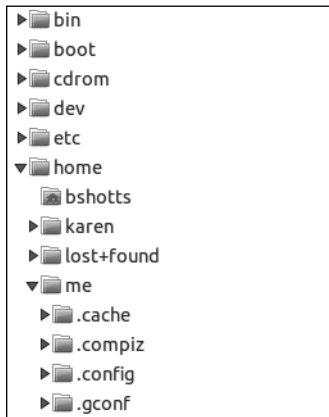 bin
boot
cdrom
dev
etc
home
bshotts
karen
lost+found
me
.cache
.compiz
.config
.gconf